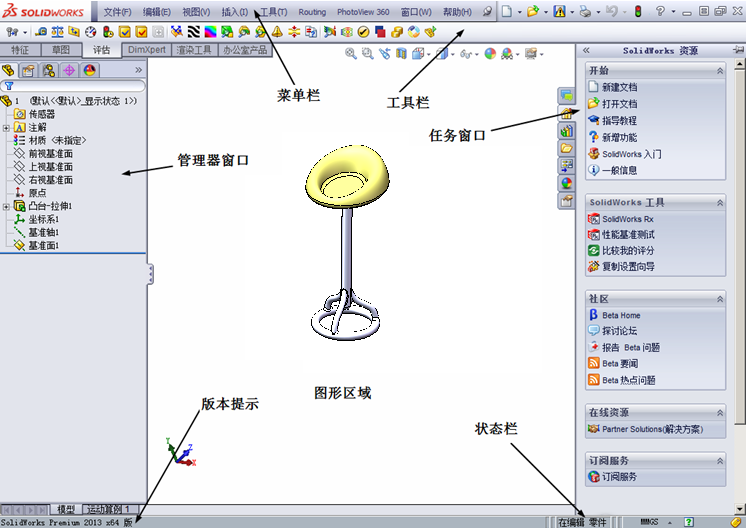 SOLIDWORKS 文件(F) 编辑(E) 视图(V) 插入(I) 工具(T) Routing PhotoView 360 窗口(W) 帮助(H)
特征 草图 评估 DimXpert 渲染工具 办公室产品
SolidWorks 资源
菜单栏
工具栏
任务窗口
管理器窗口
1 (默认<<默认>_显示状态 1>)
传感器
注解
材质 <未指定>
前视基准面
上视基准面
右视基准面
原点
凸台-拉伸1
坐标系1
基准轴1
基准面1
开始
新建文档
打开文档
指导教程
新增功能
SolidWorks 入门
一般信息
SolidWorks 工具
SolidWorks Rx
性能基准测试
比较我的评分
复制设置向导
社区
Beta Home
探讨论坛
报告 Beta 问题
Beta 要闻
Beta 热点问题
在线资源
Partner Solutions(解决方案)
订阅服务
订阅服务
图形区域
版本提示
状态栏
Y
Z
X
模型 运动算例 1
SolidWorks Premium 2013 x64 版
在编辑 零件
MMGS